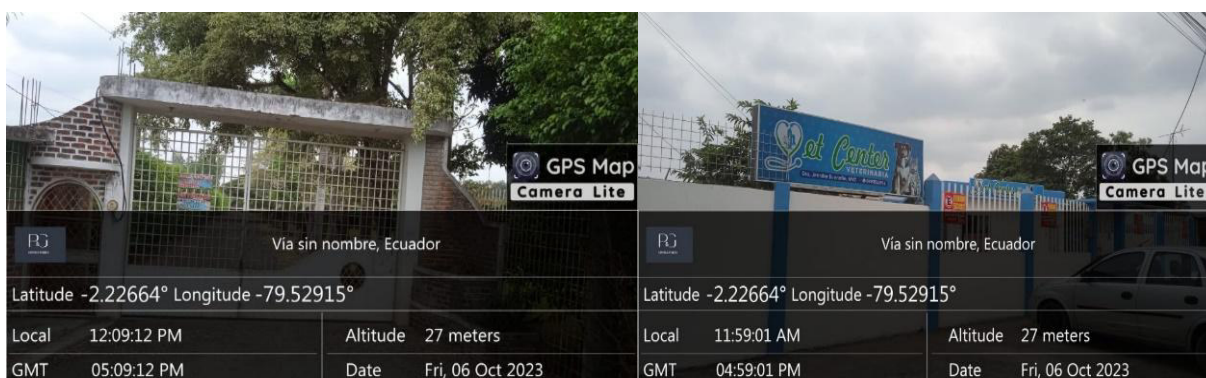 GPS Map
Camera Lite
RG
Vía sin nombre, Ecuador
Latitude -2.22664° Longitude -79.52915°
Local 12:09:12 PM Altitude 27 meters
GMT 05:09:12 PM Date Fri, 06 Oct 2023
Vet Center
VETERINARIA
GPS Map
Camera Lite
RG
Vía sin nombre, Ecuador
Latitude -2.22664° Longitude -79.52915°
Local 11:59:01 AM Altitude 27 meters
GMT 04:59:01 PM Date Fri, 06 Oct 2023